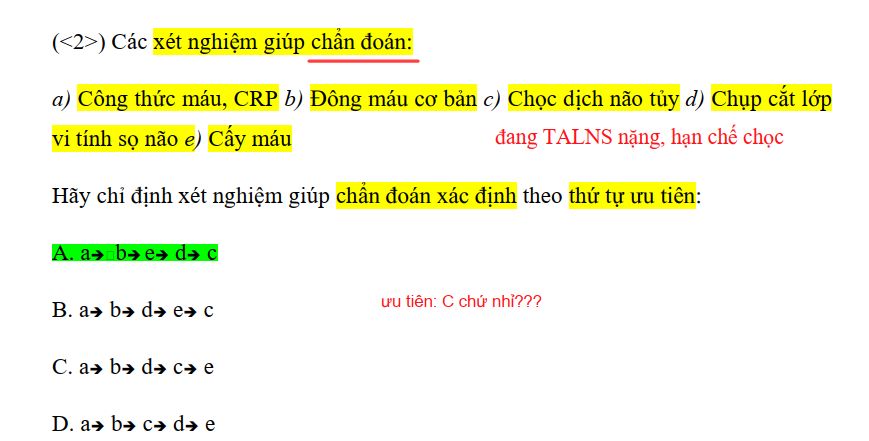 (<2>) Các xét nghiệm giúp chẩn đoán:
a) Công thức máu, CRP b) Đông máu cơ bản c) Chọc dịch não tủy d) Chụp cắt lớp
vi tính sọ não e) Cấy máu
đang TALNS nặng, hạn chế chọc
Hãy chỉ định xét nghiệm giúp chẩn đoán xác định theo thứ tự ưu tiên:
A. a➔ b➔ e➔ d➔ c
B. a➔ b➔ d➔ e➔ c
ưu tiên: C chứ nhỉ???
C. a➔ b➔ d➔ c➔ e
D. a➔ b➔ c➔ d➔ e